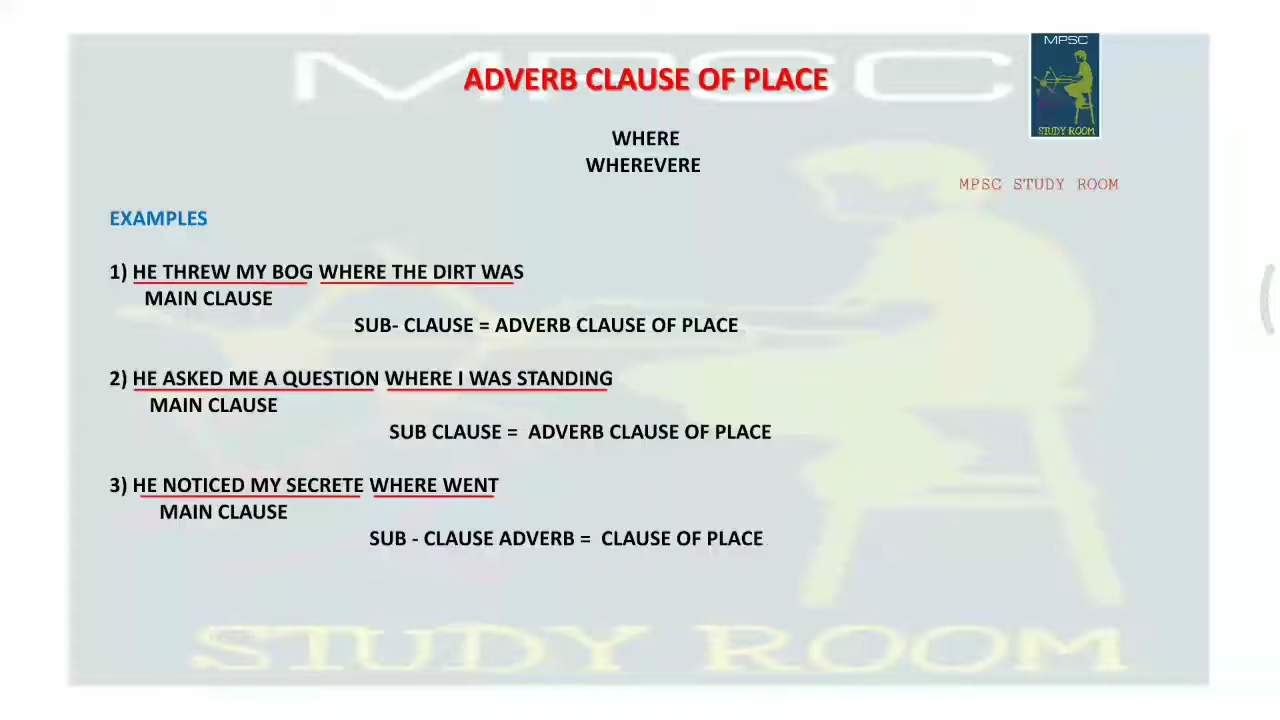 MPSC
ADVERB CLAUSE OF PLACE
MPSC
STUDY ROOM
WHERE
WHEREVERE
MPSC STUDY ROOM
EXAMPLES
1) HE THREW MY BOG WHERE THE DIRT WAS
MAIN CLAUSE
SUB- CLAUSE = ADVERB CLAUSE OF PLACE
2) HE ASKED ME A QUESTION WHERE I WAS STANDING
MAIN CLAUSE
SUB CLAUSE = ADVERB CLAUSE OF PLACE
3) HE NOTICED MY SECRETE WHERE WENT
MAIN CLAUSE
SUB - CLAUSE ADVERB = CLAUSE OF PLACE
STUDY ROOM